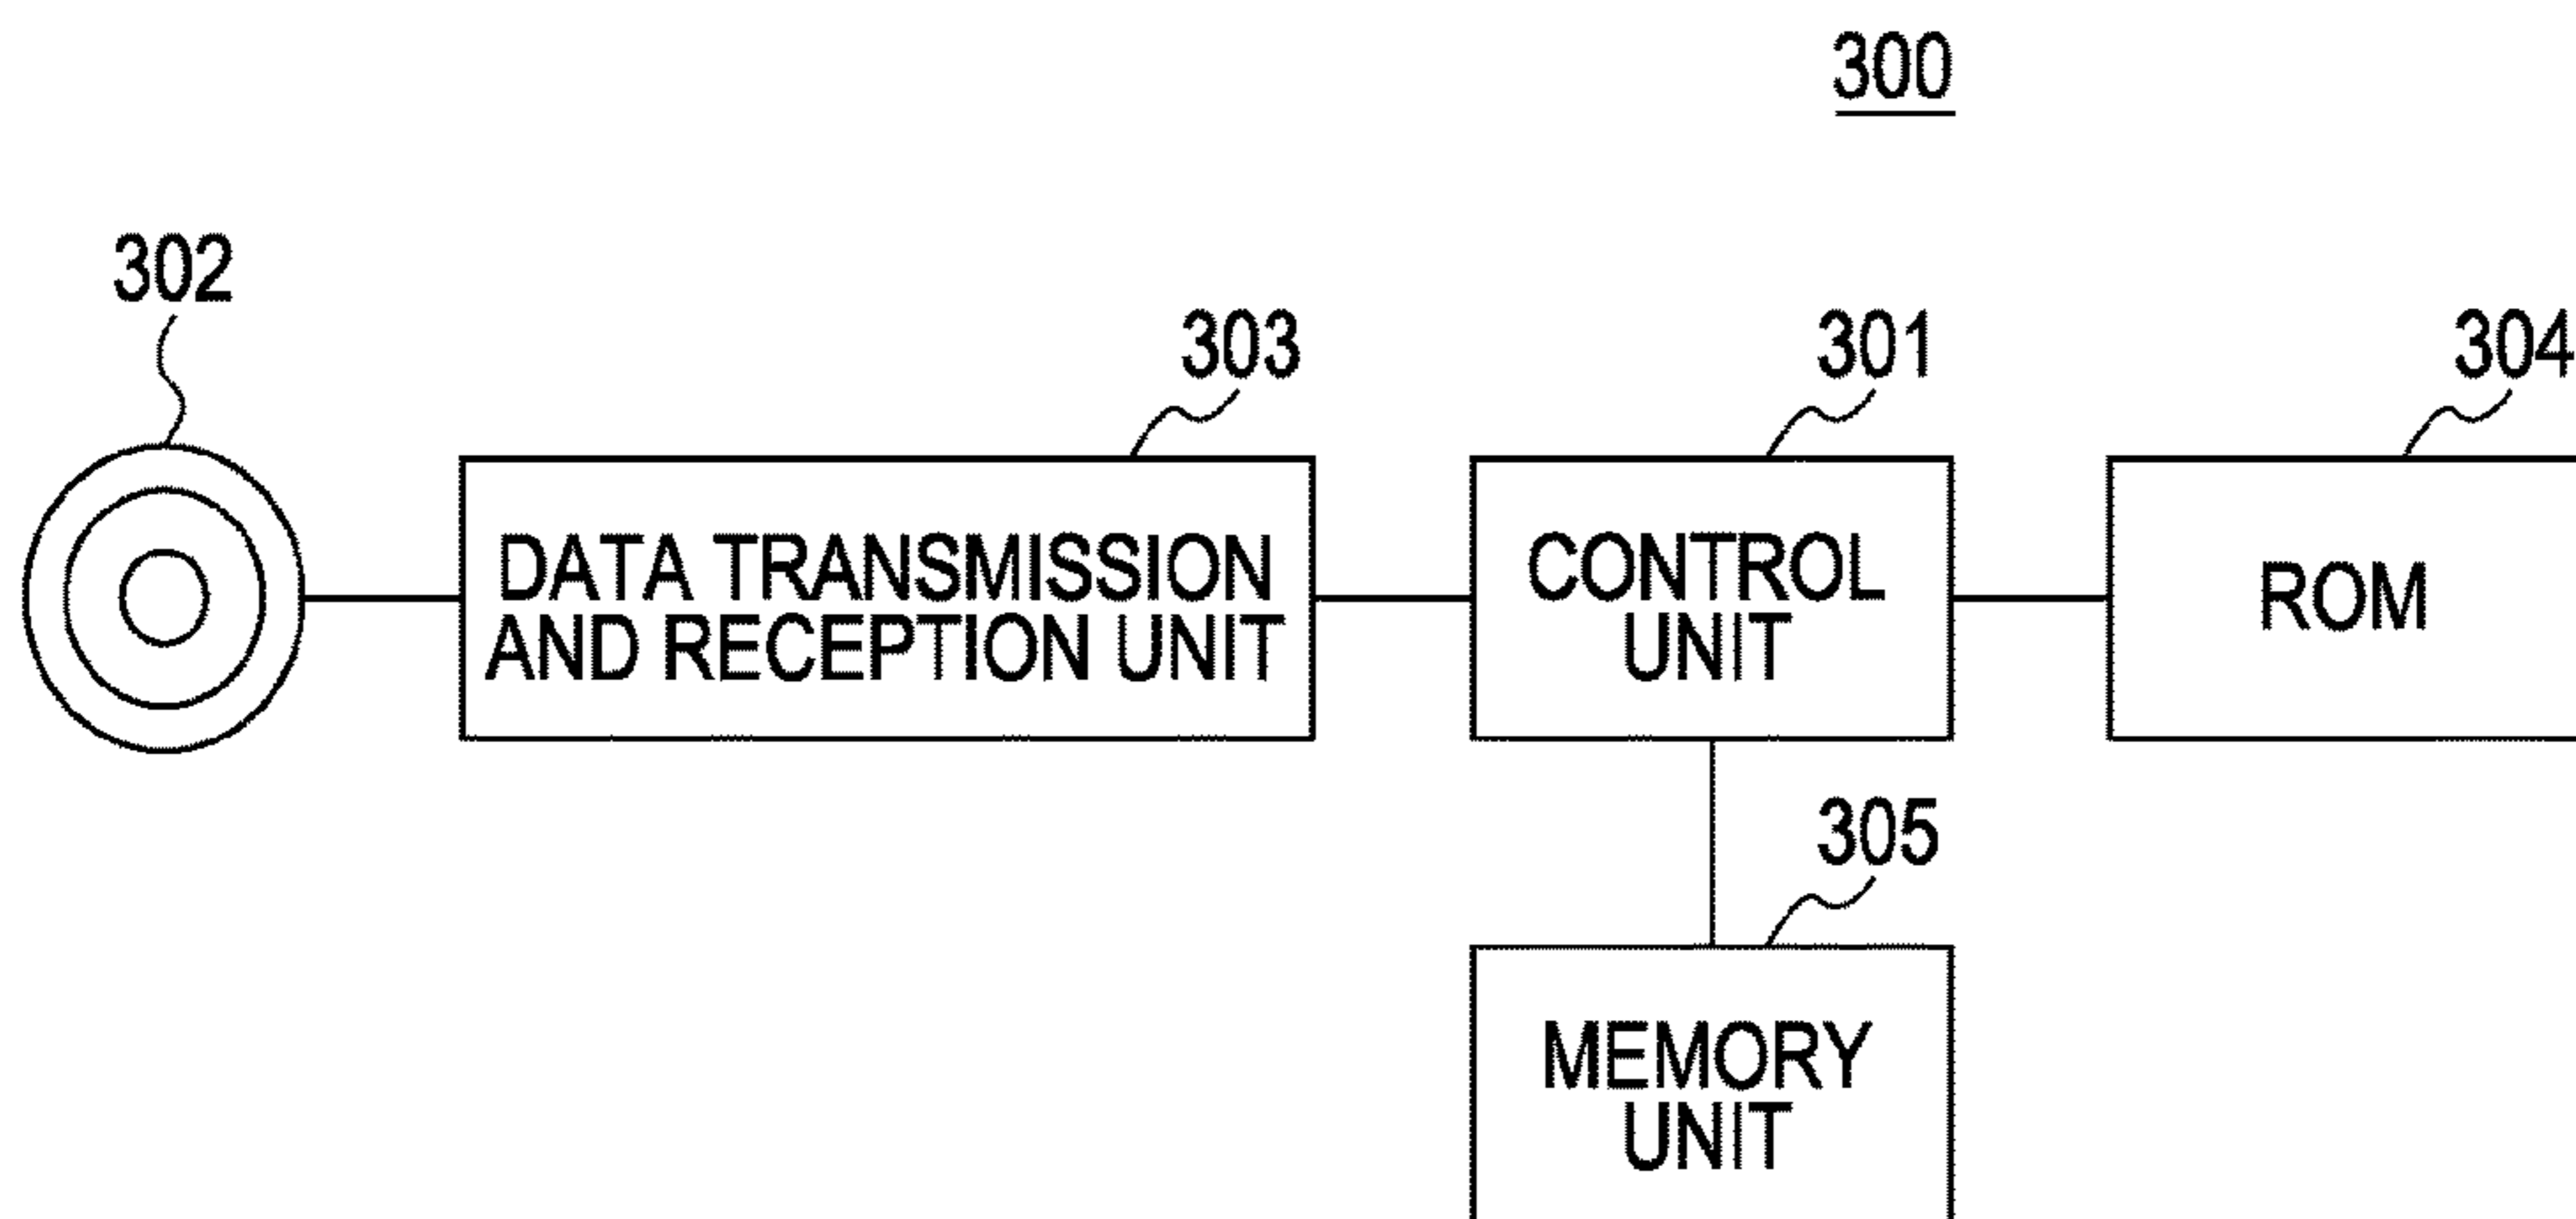 300
302
303
301
304
DATA TRANSMISSION
AND RECEPTION UNIT
CONTROL
UNIT
ROM
305
MEMORY
UNIT